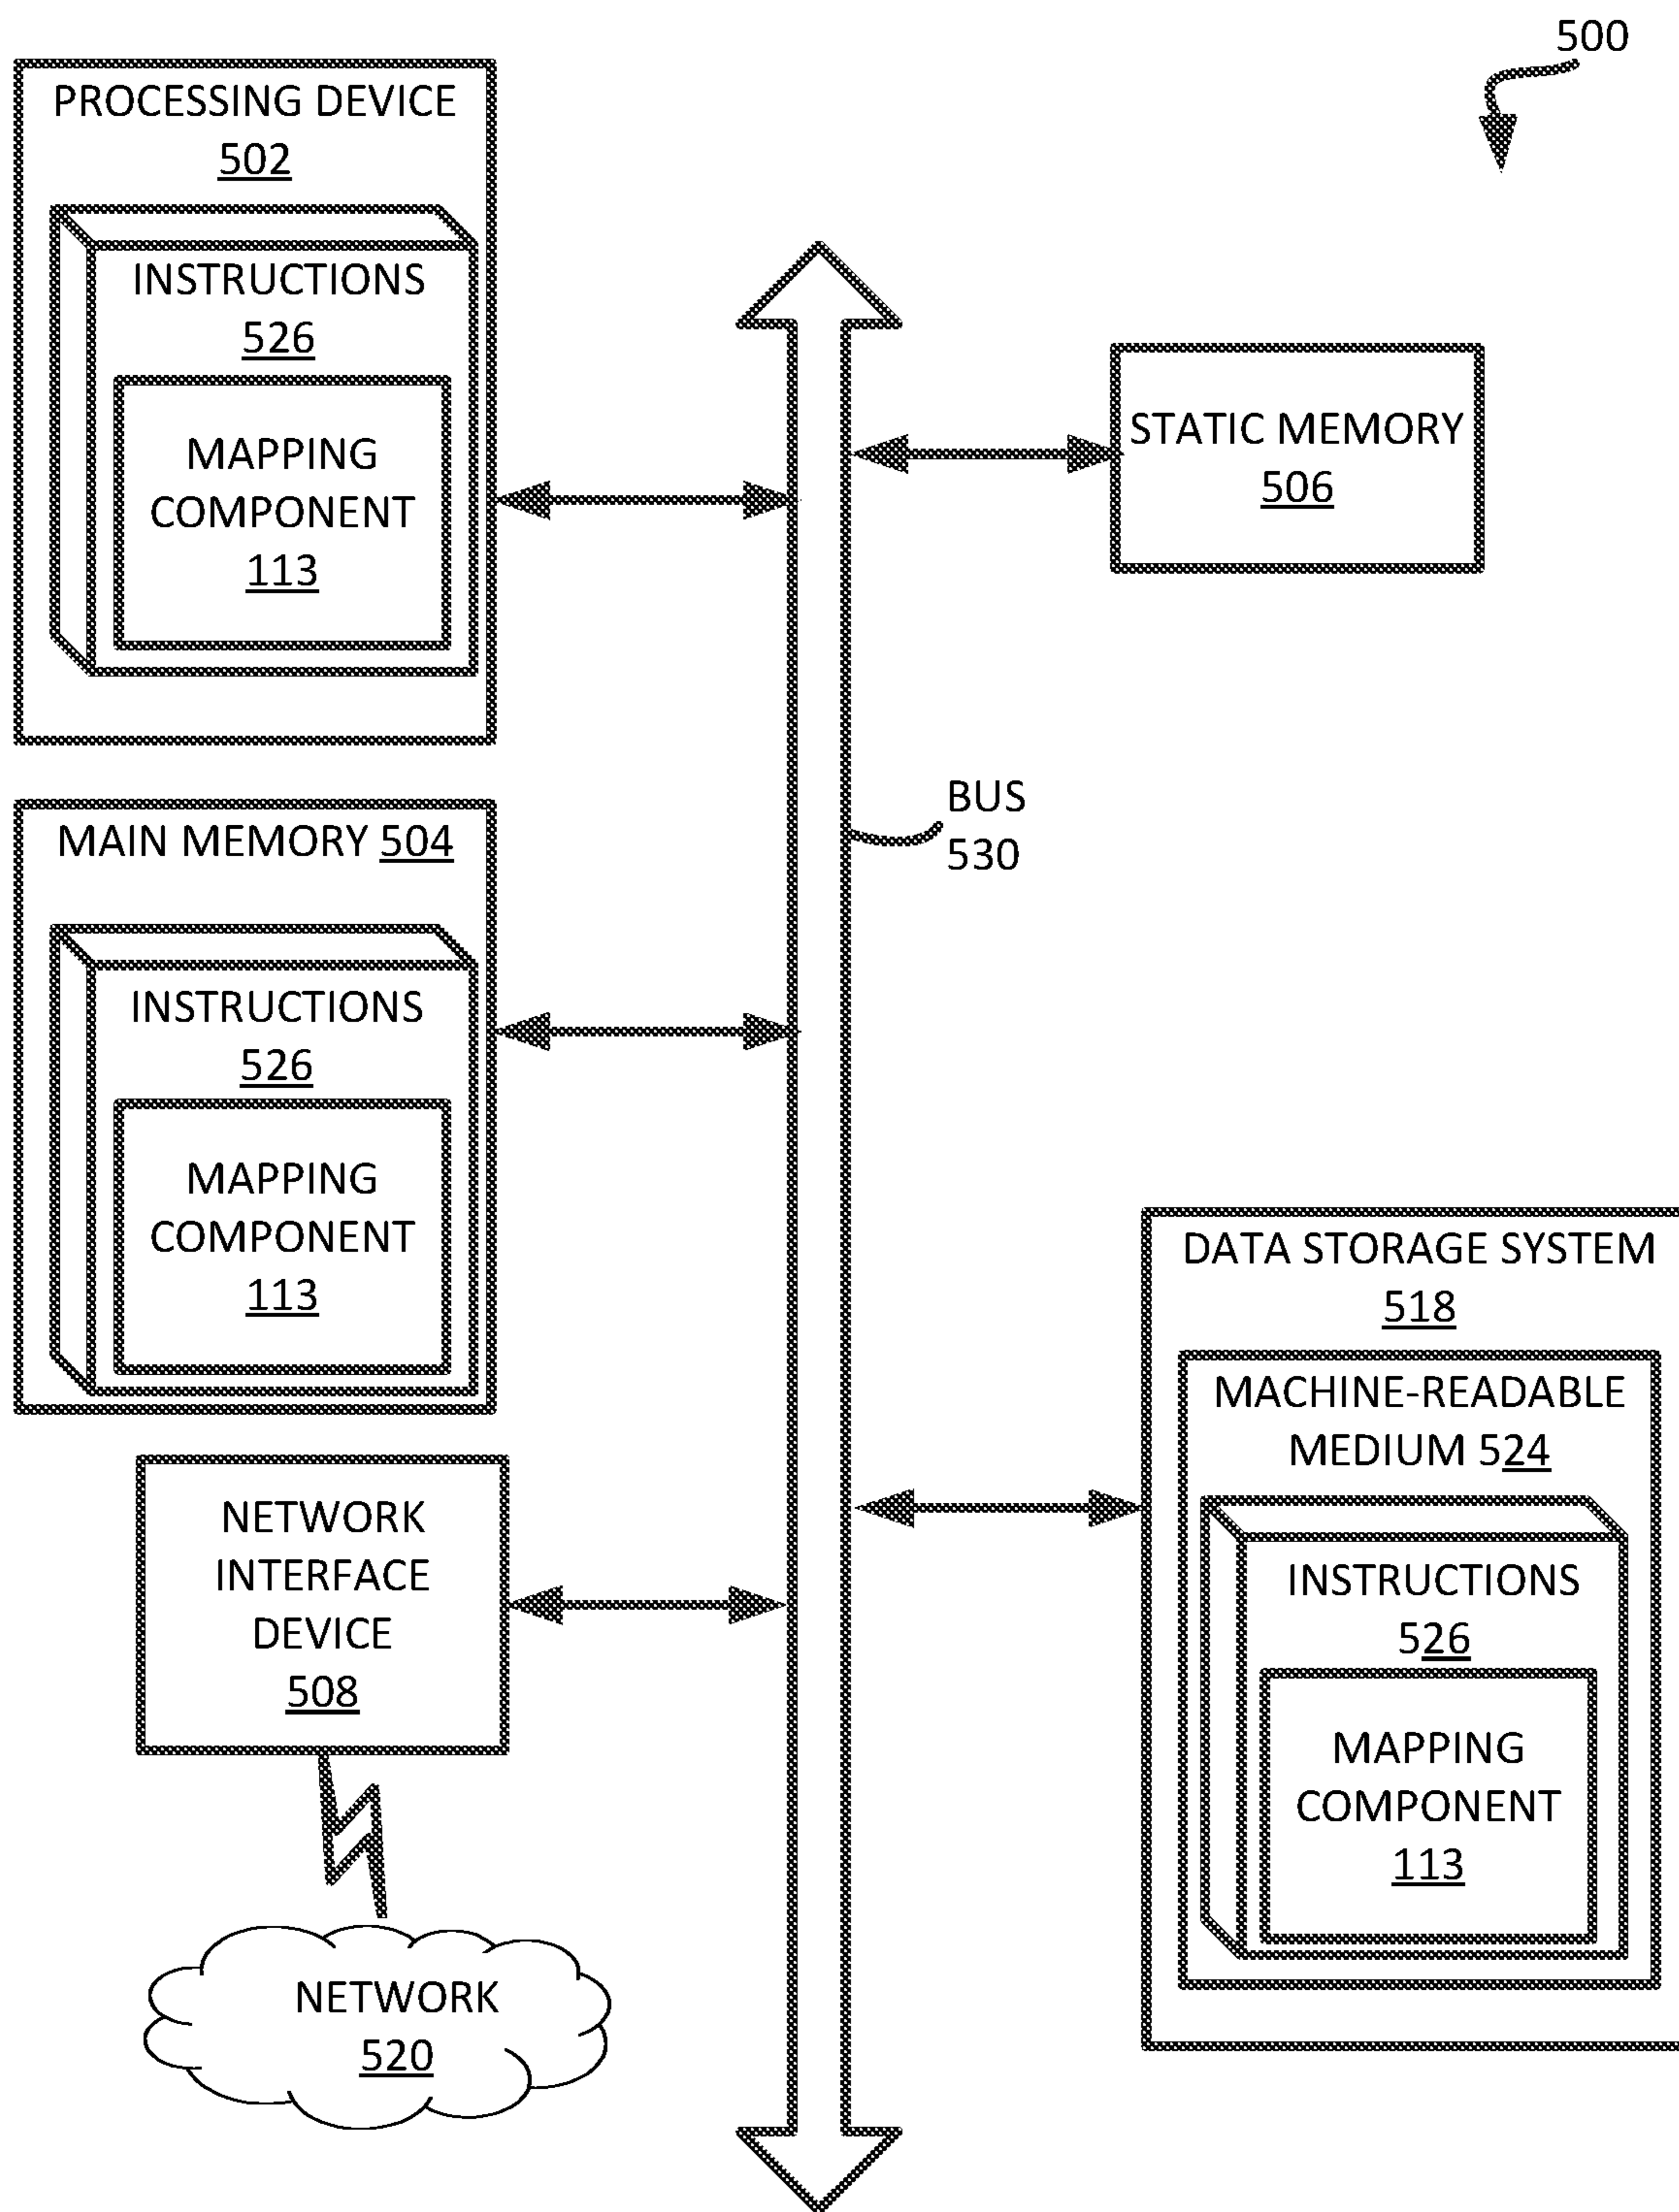 500
PROCESSING DEVICE
502
INSTRUCTIONS
526
MAPPING
COMPONENT
113
STATIC MEMORY
506
BUS
530
MAIN MEMORY 504
INSTRUCTIONS
526
MAPPING
COMPONENT
113
DATA STORAGE SYSTEM
518
MACHINE-READABLE
MEDIUM 524
INSTRUCTIONS
526
MAPPING
COMPONENT
113
NETWORK
INTERFACE
DEVICE
508
NETWORK
520